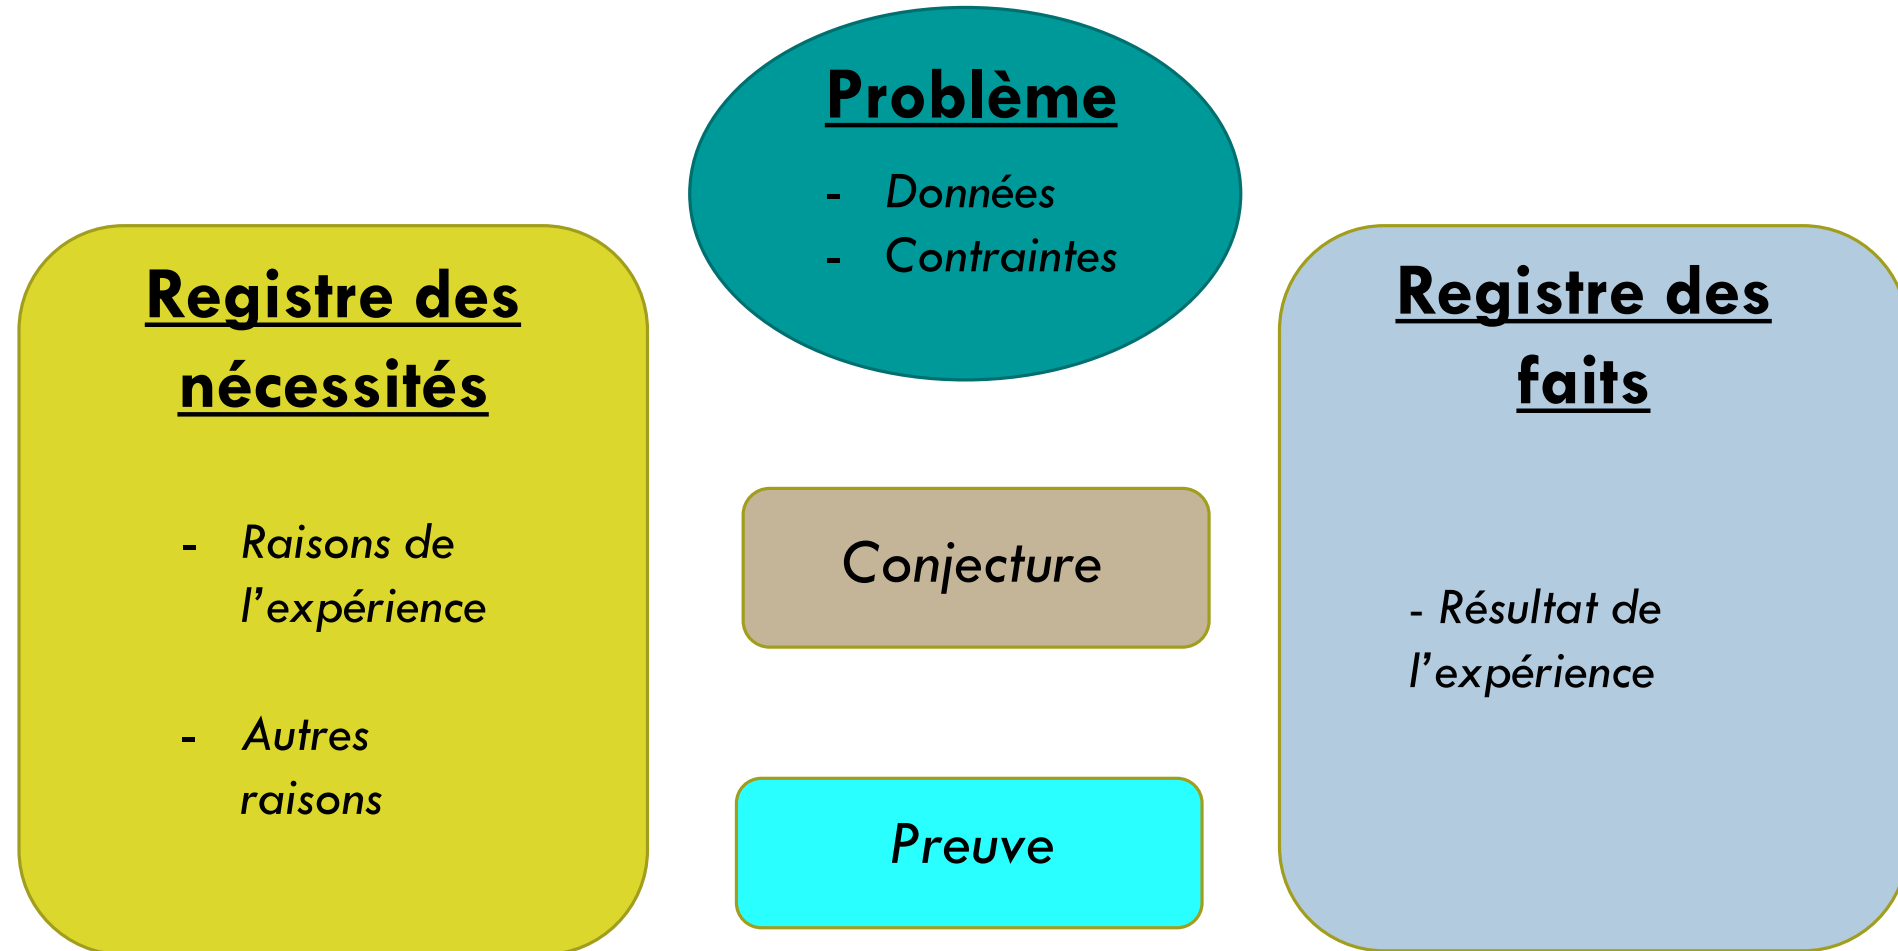 Problème
- Données
- Contraintes
Registre des
nécessités
- Raisons de
l’expérience
- Autres
raisons
Conjecture
Preuve
Registre des
faits
- Résultat de
l’expérience